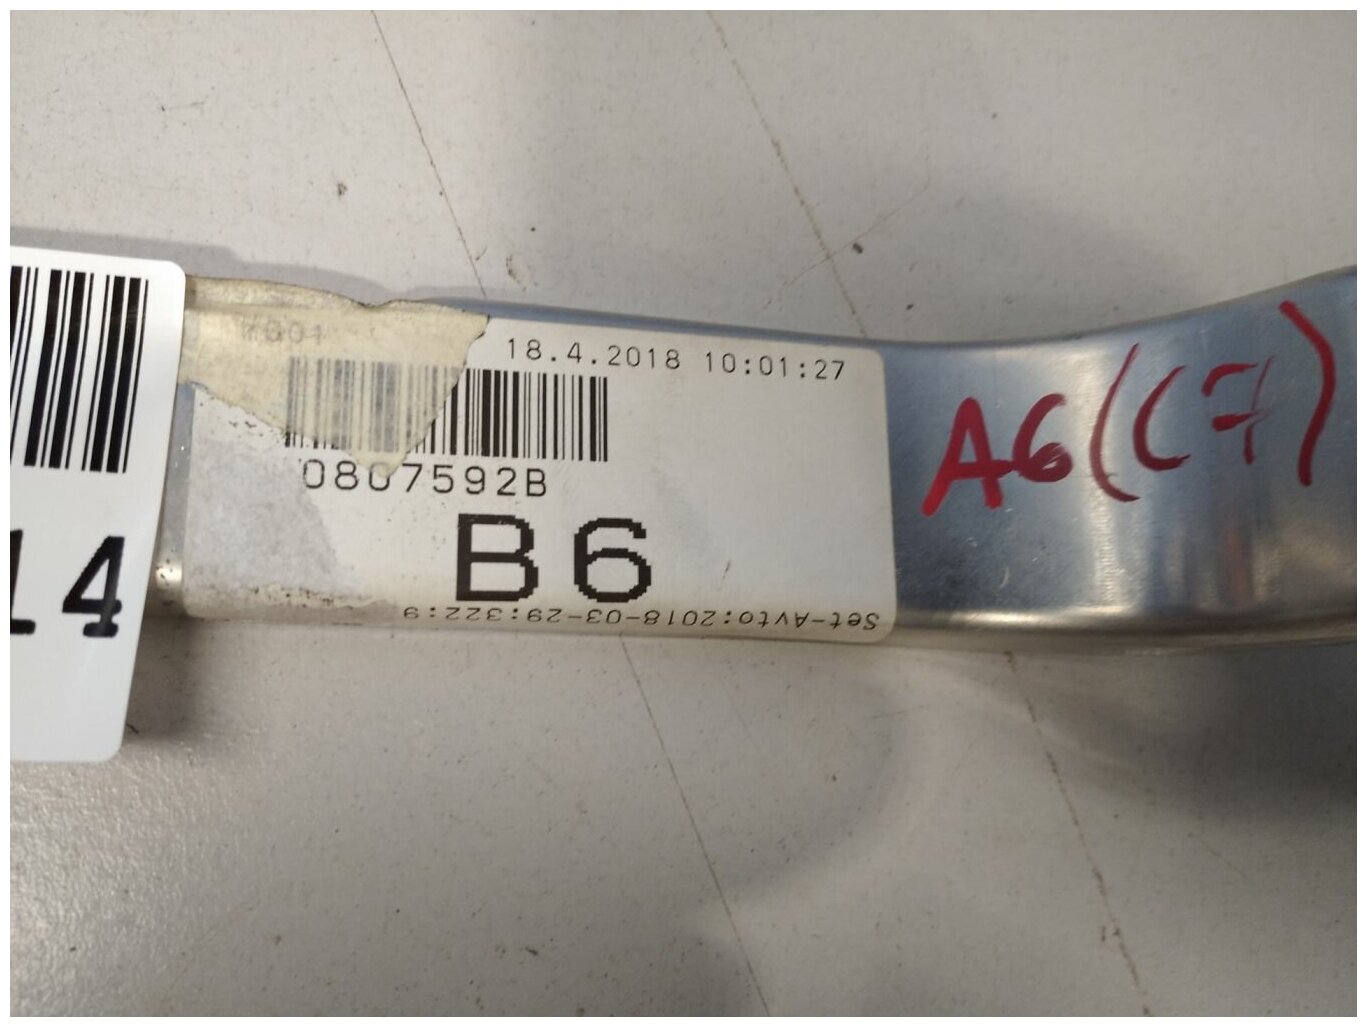 18.4.2018 10:01:27
0807592B
B6
Set-Avto:2018-03-29:322:9
A6(C7)
14